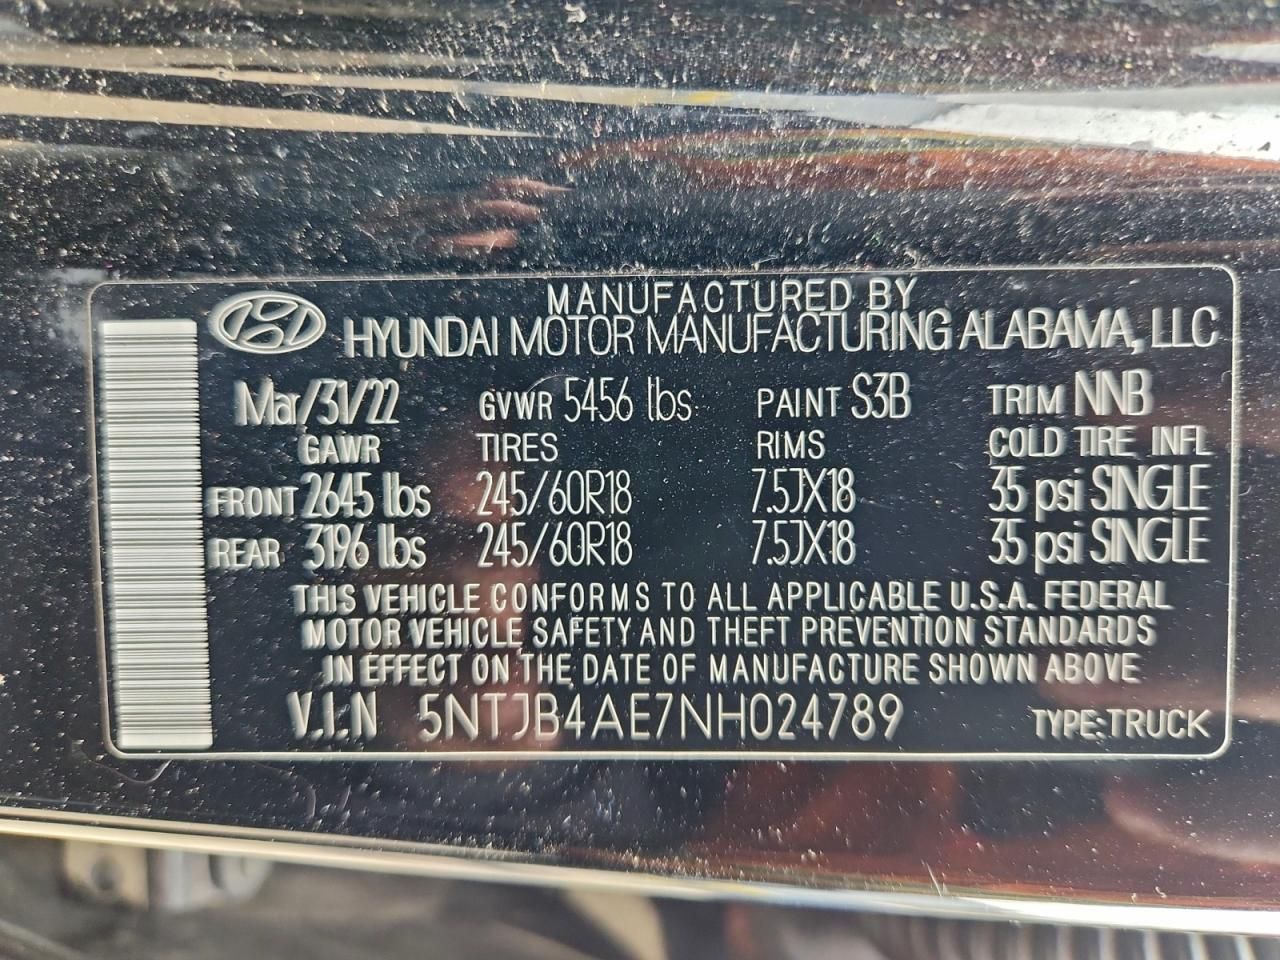 MANUFACTURED BY
HYUNDAI MOTOR MANUFACTURING ALABAMA, LLC
Mar/31/22 GVWR 5456 lbs PAINT S3B TRIM NNB
GAWR TIRES RIMS COLD TIRE INFL
FRONT 2645 lbs 245/60R18 7.5JX18 35 psi SINGLE
REAR 3196 lbs 245/60R18 7.5JX18 35 psi SINGLE
THIS VEHICLE CONFORMS TO ALL APPLICABLE U.S.A. FEDERAL
MOTOR VEHICLE SAFETY AND THEFT PREVENTION STANDARDS
IN EFFECT ON THE DATE OF MANUFACTURE SHOWN ABOVE
V.I.N 5NTJB4AE7NH024789 TYPE:TRUCK